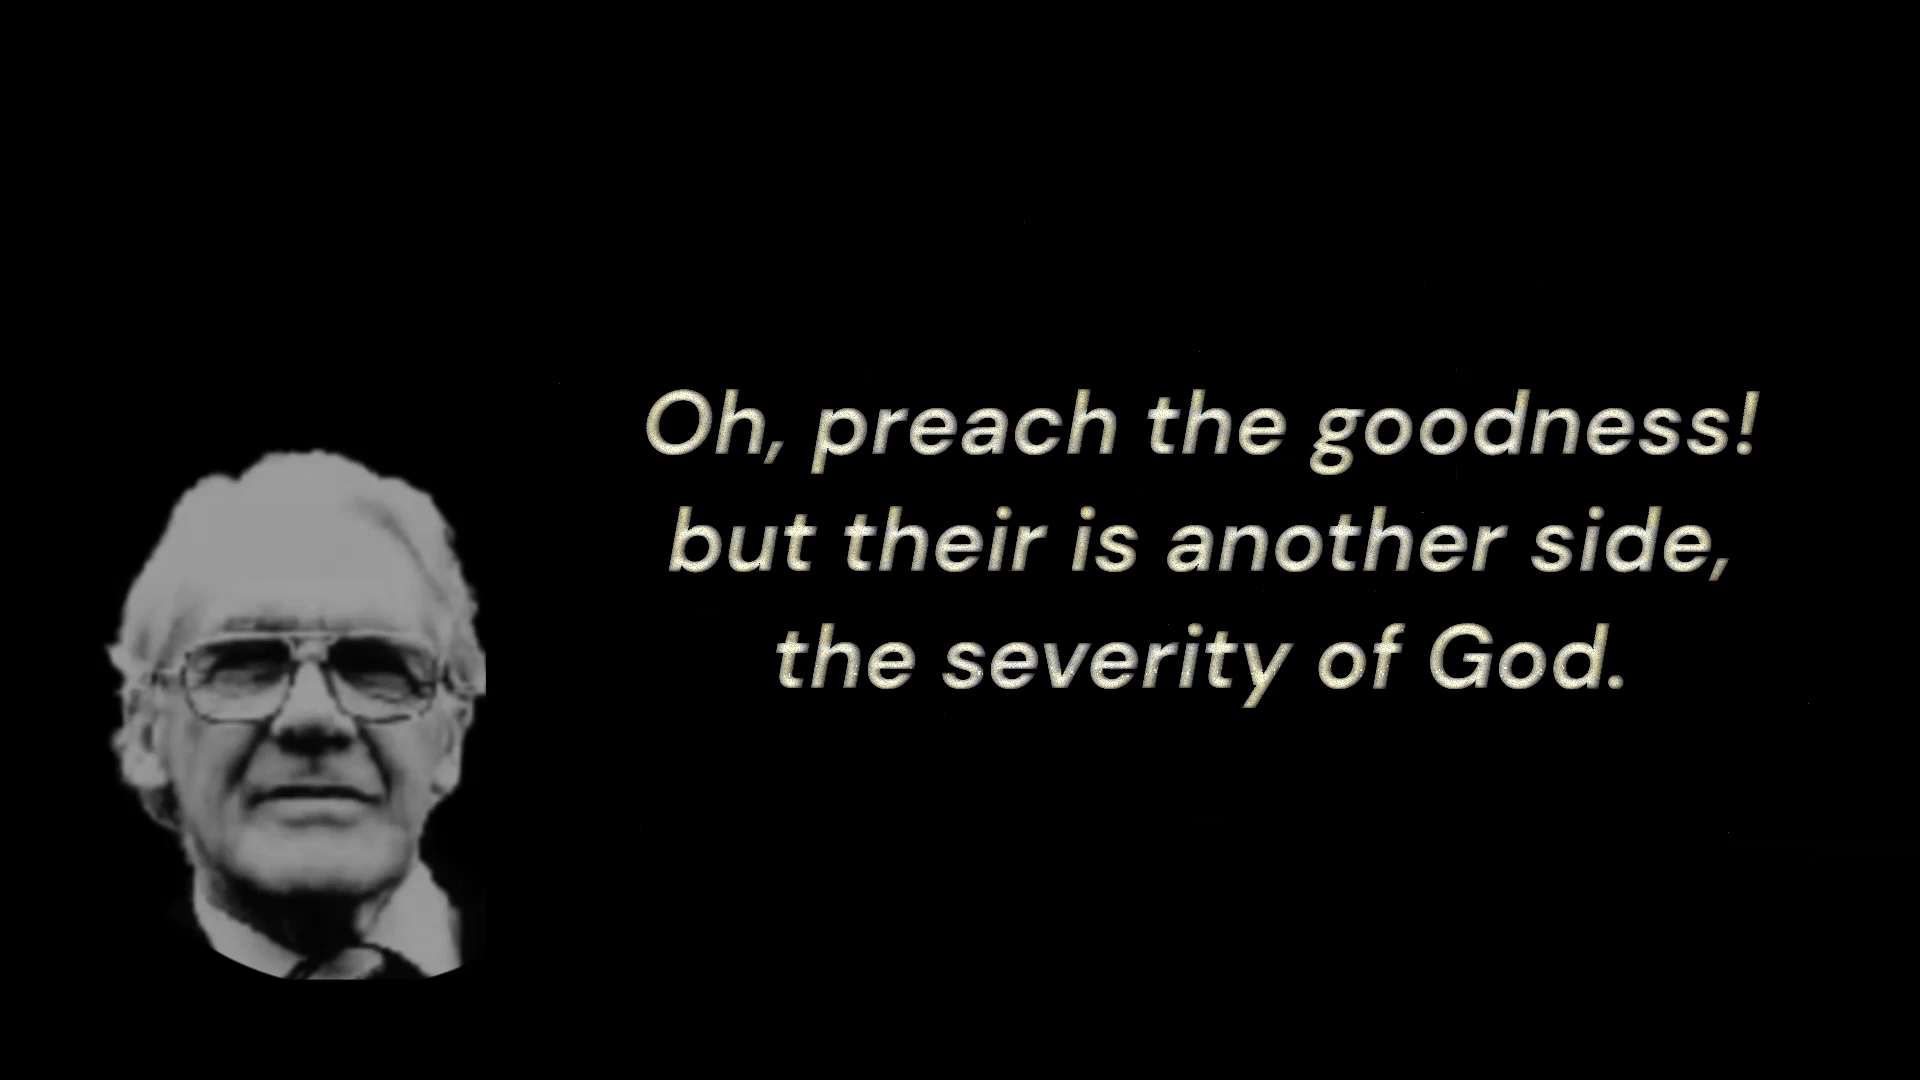 Oh, preach the goodness!
but their is another side,
the severity of God.